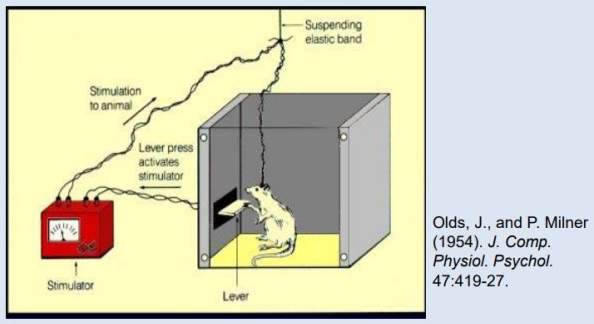 Suspending
elastic band
Stimulation
to animal
Lever press
activates
stimulator
Stimulator
Lever
Olds, J., and P. Milner
(1954). J. Comp.
Physiol. Psychol.
47:419-27.